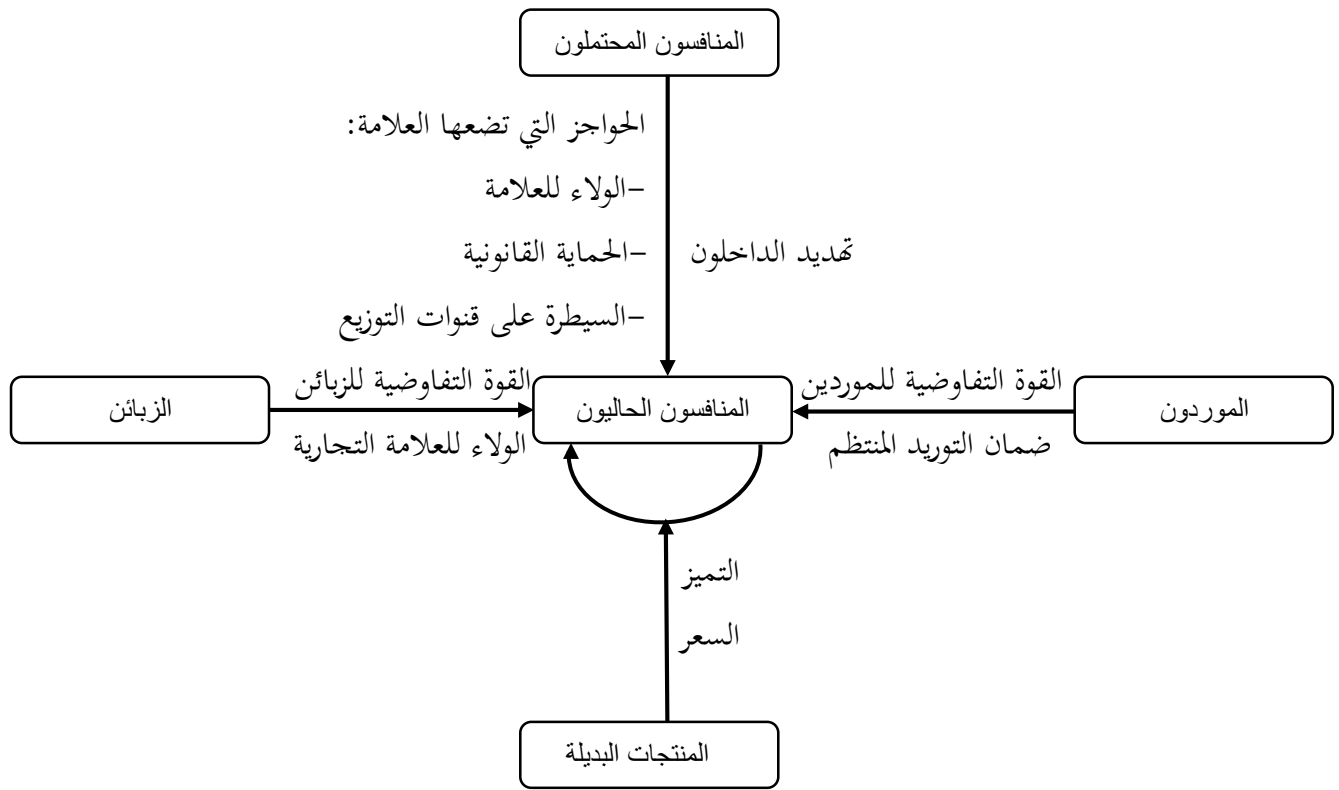 المنافسون المحتملون
الحواجز التي تضعها العلامة:
-الولاء للعلامة
-الحماية القانونية
-السيطرة على قنوات التوزيع
تهديد الداخلون
الموردون
القوة التفاوضية للموردين
ضمان التوريد المنتظم
المنافسون الحاليون
القوة التفاوضية للزبائن
الولاء للعلامة التجارية
الزبائن
التميز
السعر
المنتجات البديلة